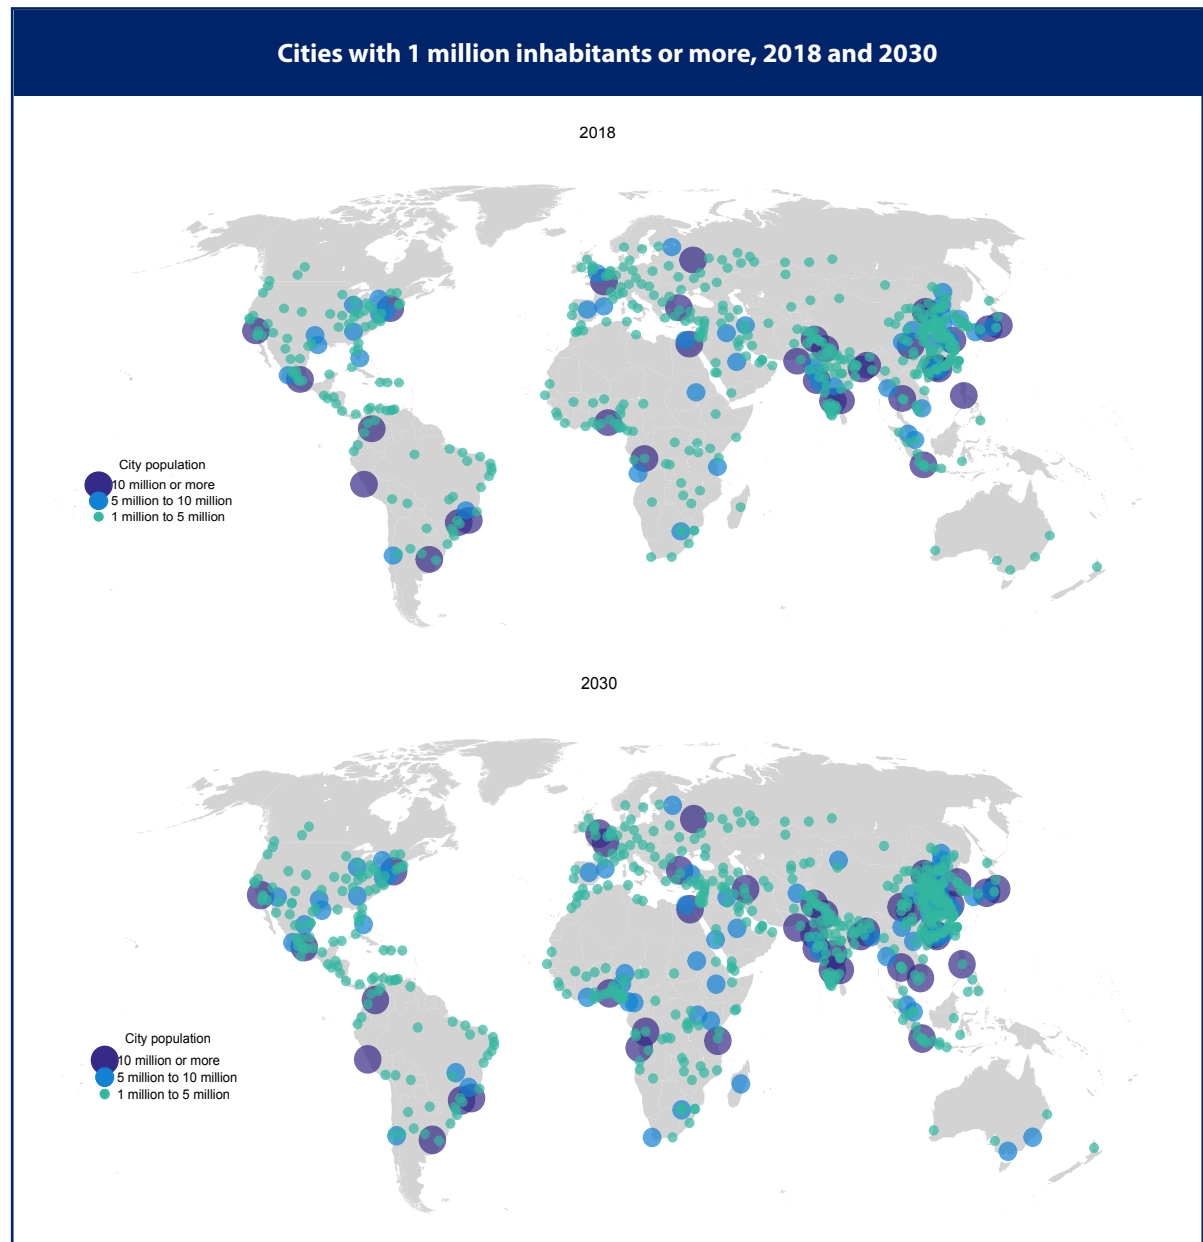 Cities with 1 million inhabitants or more, 2018 and 2030
2018
City population
10 million or more
5 million to 10 million
1 million to 5 million
2030
City population
10 million or more
5 million to 10 million
1 million to 5 million